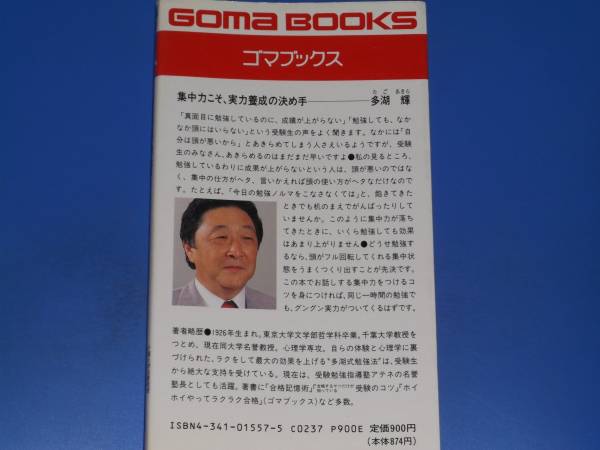 GOMA BOOKS
ゴマブックス
集中力こそ、実力養成の決め手―――多湖 輝
たご あきら
「真面目に勉強しているのに、成績が上がらない」「勉強しても、なか
なか頭にはいらない」という受験生の声をよく聞きます。なかには「自
分は頭が悪いから」とあきらめてしまう人さえいるようですが、受験
生のみなさん、あきらめるのはまだまだ早いですよ●私の見るところ、
勉強しているわりに成果が上がらないという人は、頭が悪いのではな
く、集中の仕方がヘタ、言いかえれば頭の使い方がヘタなだけなので
す。たとえば、「今日の勉強ノルマをこなさなくては」と、飽きてきた
ときでも机のまえでがんばったりして
いませんか。このように集中力が落ち
てきたときに、いくら勉強しても効果
はあまり上がりません●どうせ勉強す
るなら、頭がフル回転してくれる集中状
態をうまくつくり出すことが先決です。
この本でお話しする集中力をつけるコ
ツを身につければ、同じ一時間の勉強で
も、グングン実力がついてくるはずです。
著者略歴●1926年生まれ。東京大学文学部哲学科卒業。千葉大学教授を
つとめ、現在同大学名誉教授。心理学専攻。自らの体験と心理学に裏
づけられた、ラクをして最大の効果を上げる“多湖式勉強法”は、受験生
から絶大な支持を受けている。現在は、受験勉強指導塾アテネの名誉
塾長としても活躍。著書に『合格記憶術』『合格するヤツだけが知っている受験のコツ』『ホイ
ホイやってラクラク合格』(ゴマブックス)など多数。
ISBN4-341-01557-5 C0237 P900E 定価900円
(本体874円)